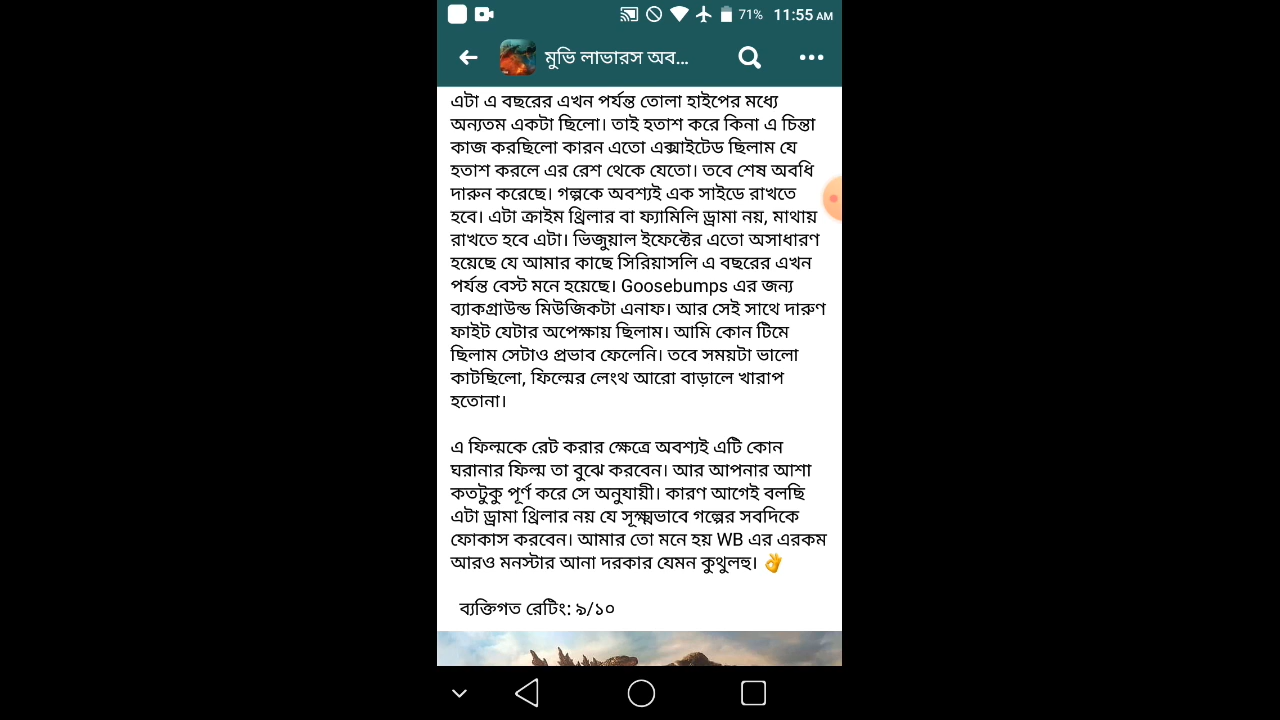 71% 11:55 AM
মুভি লাভারস অব...
এটা এ বছরের এখন পর্যন্ত তোলা হাইপের মধ্যে
অন্যতম একটা ছিলো। তাই হতাশ করে কিনা এ চিন্তা
কাজ করছিলো কারন এতো এক্সাইটেড ছিলাম যে
হতাশ করলে এর রেশ থেকে যেতো। তবে শেষ অবধি
দারুন করেছে। গল্পকে অবশ্যই এক সাইডে রাখতে
হবে। এটা ক্রাইম থ্রিলার বা ফ্যামিলি ড্রামা নয়, মাথায়
রাখতে হবে এটা। ভিজুয়াল ইফেক্টের এতো অসাধারণ
হয়েছে যে আমার কাছে সিরিয়াসলি এ বছরের এখন
পর্যন্ত বেস্ট মনে হয়েছে। Goosebumps এর জন্য
ব্যাকগ্রাউন্ড মিউজিকটা এনাফ। আর সেই সাথে দারুণ
ফাইট যেটার অপেক্ষায় ছিলাম। আমি কোন টিমে
ছিলাম সেটাও প্রভাব ফেলেনি। তবে সময়টা ভালো
কাটছিলো, ফিল্মের লেংথ আরো বাড়ালে খারাপ
হতোনা।
এ ফিল্মকে রেট করার ক্ষেত্রে অবশ্যই এটি কোন
ঘরানার ফিল্ম তা বুঝে করবেন। আর আপনার আশা
কতটুকু পূর্ণ করে সে অনুযায়ী। কারণ আগেই বলছি
এটা ড্রামা থ্রিলার নয় যে সূক্ষ্মভাবে গল্পের সবদিকে
ফোকাস করবেন। আমার তো মনে হয় WB এর এরকম
আরও মনস্টার আনা দরকার যেমন কুথুলহু। 👌
ব্যক্তিগত রেটিং: ৯/১০